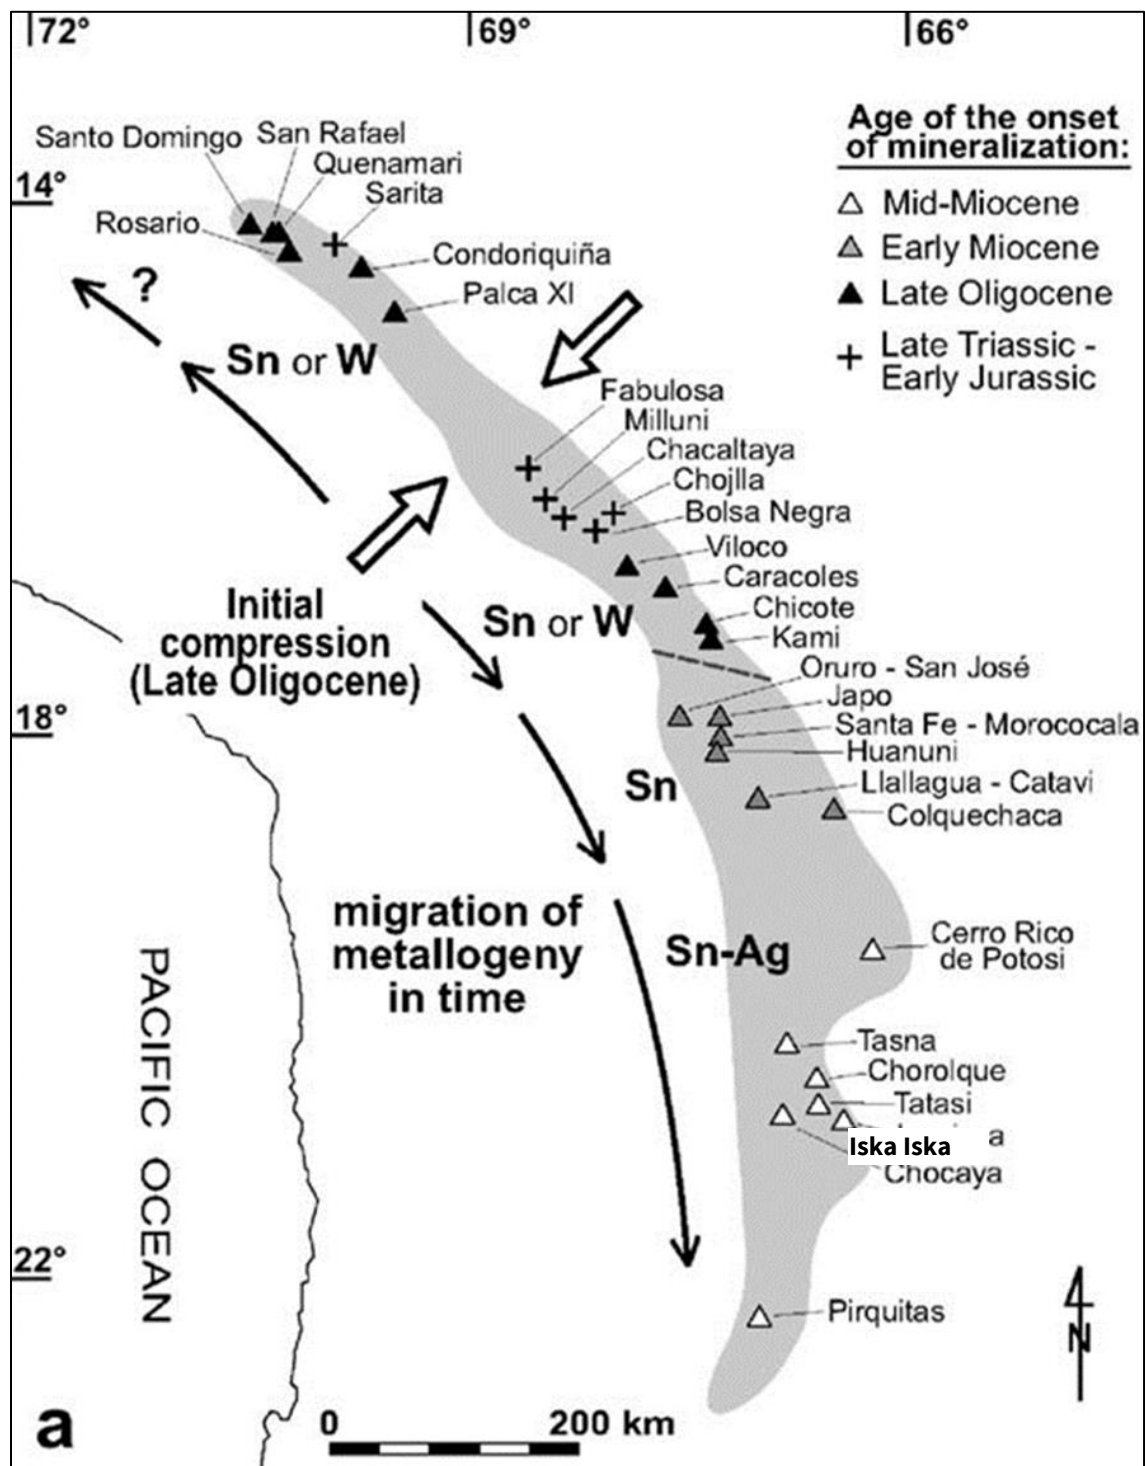 72°
69°
66°
Age of the onset
of mineralization:
Mid-Miocene
Early Miocene
Late Oligocene
Late Triassic -
Early Jurassic
14°
Santo Domingo
San Rafael
Quenamari
Sarita
Rosario
Condoriquiña
Palca XI
?
Sn or W
Fabulosa
Milluni
Chacaltaya
Chojlla
Bolsa Negra
Viloco
Caracoles
Chicote
Kami
Initial
compression
(Late Oligocene)
Sn or W
Oruro - San José
Japo
Santa Fe - Morococala
Huanuni
Llallagua - Catavi
Colquechaca
18°
Sn
migration of
metallogeny
in time
Sn-Ag
Cerro Rico
de Potosi
Tasna
Chorolque
Tatasi
Iska Iska
a
Chocaya
PACIFIC OCEAN
22°
Pirquitas
N
a
0
200 km